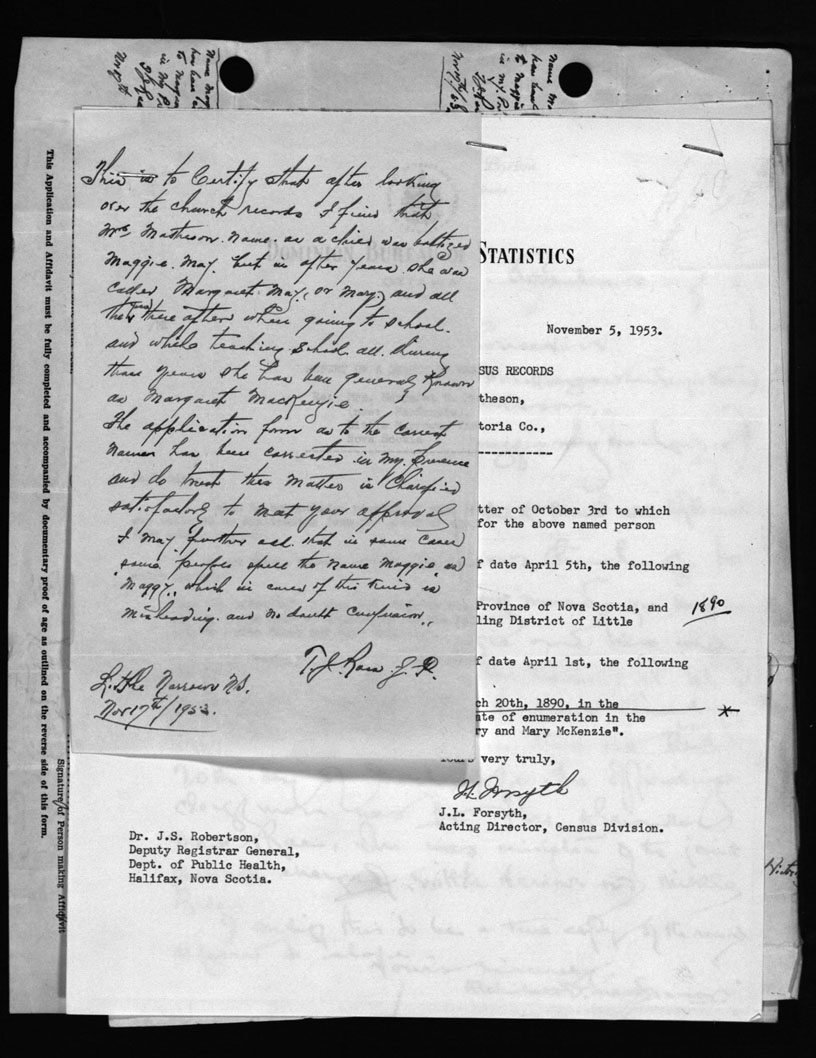 This is to Certify that after looking
over the church records I find that
Mrs Matheson. name. as a child was baptized
Maggie. May. but in after years she was
called Margaret May, or Mary, and all
there after when going to School.
and while teaching School. all. during
those years she has been general Known
as Margaret MacKenzie.
The application form as to the Correct
names has been corrected in my. presence
and do trust this matter is Clarified
satisfactorly to meet your approval
I may further add. that in some cases
some people spell the name Maggie as
"Maggy", which in cases of this kind is
misleading. and no doubt Confusion,
T. J. Ross J. P.
Little Narrows N.S.
Nov 17th/1953.
DOMINION BUREAU STATISTICS
November 5, 1953.
SUS RECORDS
theson,
toria Co.,
------------
tter of October 3rd to which
for the above named person
f date April 5th, the following
Province of Nova Scotia, and
ling District of Little
1890
f date April 1st, the following
ch 20th, 1890, in the
ate of enumeration in the
ry and Mary McKenzie".
Yours very truly,
J.L. Forsyth
J.L. Forsyth,
Acting Director, Census Division.
Dr. J.S. Robertson,
Deputy Registrar General,
Dept. of Public Health,
Halifax, Nova Scotia.
This Application and Affidavit must be fully completed and accompanied by documentary proof of age as outlined on the reverse side of this form.
Signature of Person making Affidavit